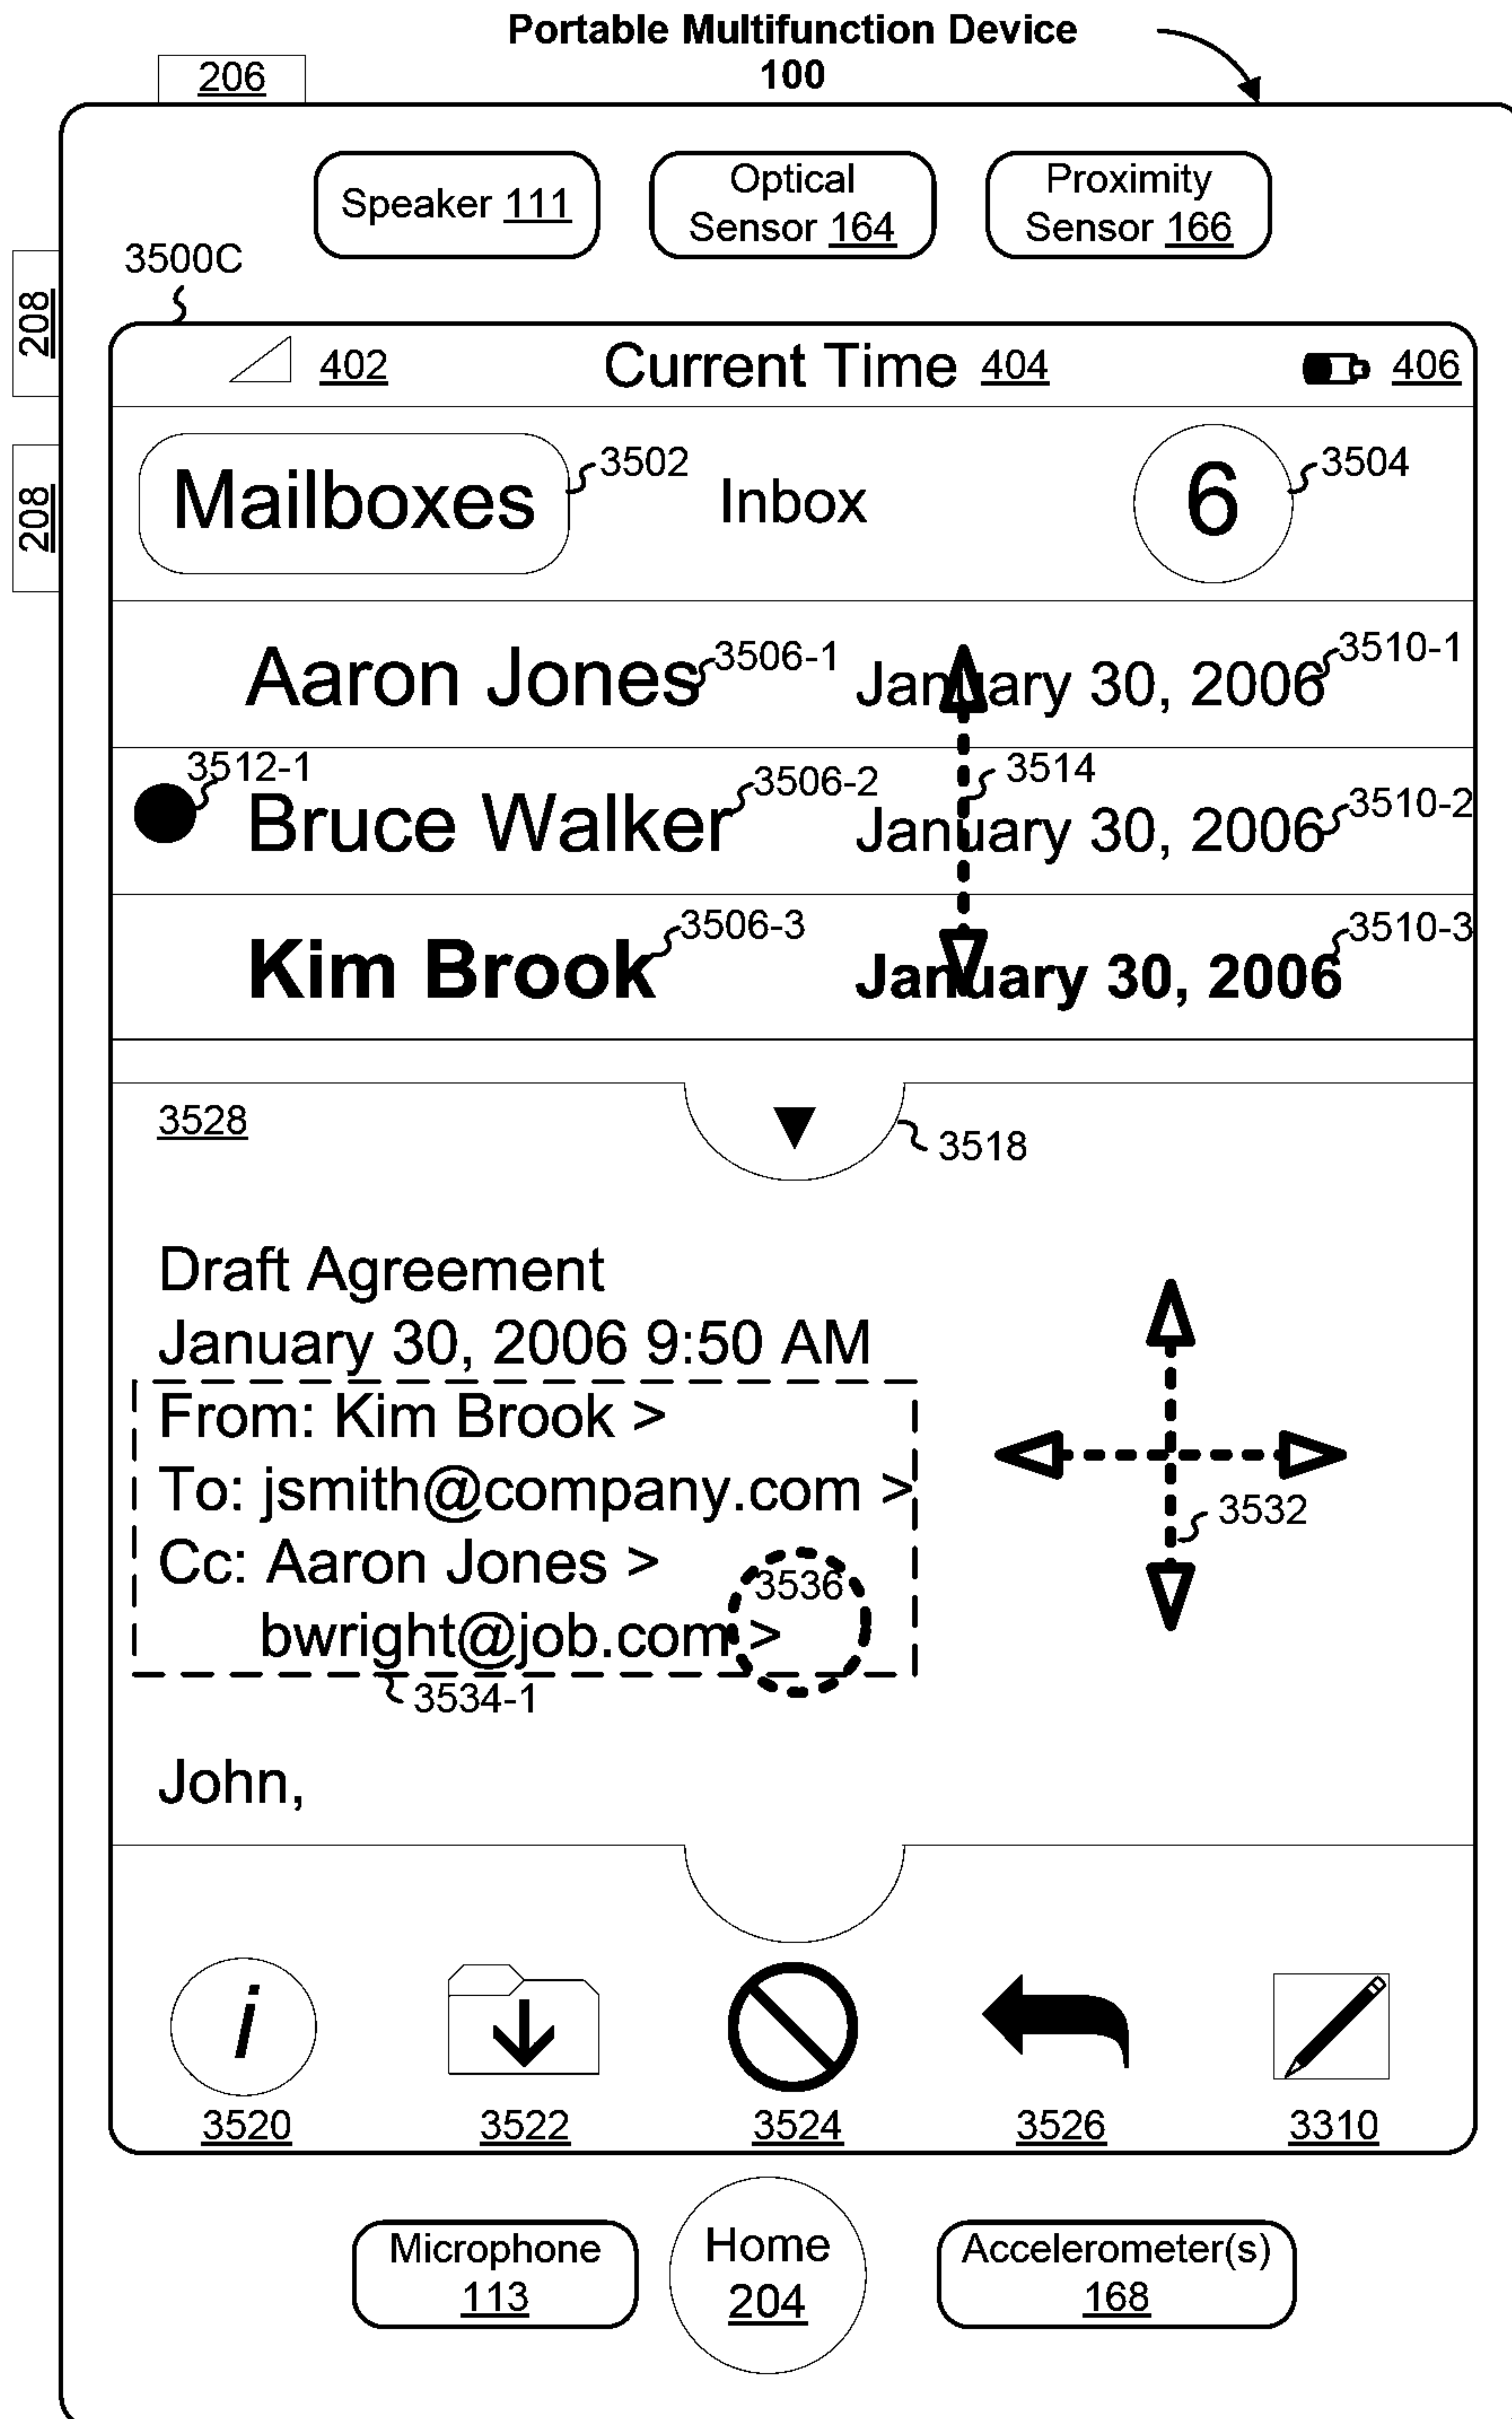 Portable Multifunction Device
100
206
Speaker 111
Optical
Sensor 164
Proximity
Sensor 166
3500C
208
208
402
Current Time 404
406
Mailboxes
3502
Inbox
6
3504
Aaron Jones
3506-1
January 30, 2006
3510-1
3512-1
Bruce Walker
3506-2
3514
January 30, 2006
3510-2
Kim Brook
3506-3
January 30, 2006
3510-3
3528
3518
Draft Agreement
January 30, 2006 9:50 AM
From: Kim Brook >
To: jsmith@company.com >
3532
Cc: Aaron Jones >
3536
bwright@job.com >
3534-1
John,
i
3520
3522
3524
3526
3310
Microphone
113
Home
204
Accelerometer(s)
168